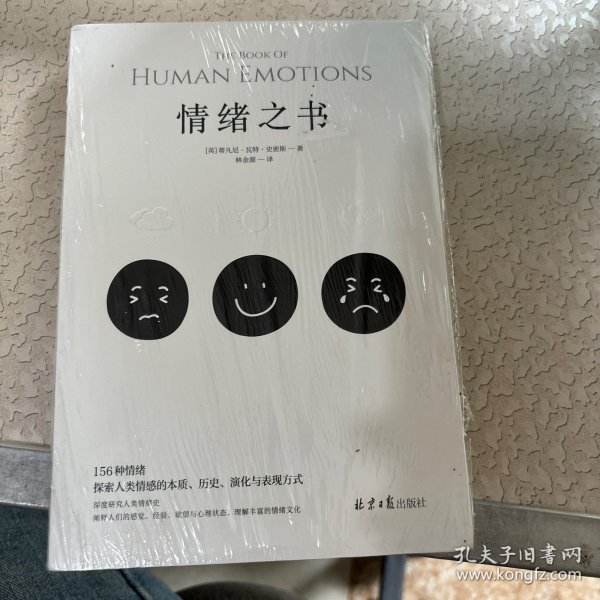 THE BOOK OF
HUMAN EMOTIONS
情绪之书
[英]蒂凡尼·瓦特·史密斯 — 著
林金源 — 译
156种情绪
探索人类情感的本质、历史、演化与表现方式
深度研究人类情绪史
阐释人们的感觉、经验、欲望与心理状态，理解丰富的情绪文化
北京日报出版社
孔夫子旧书网
www.kongfz.com